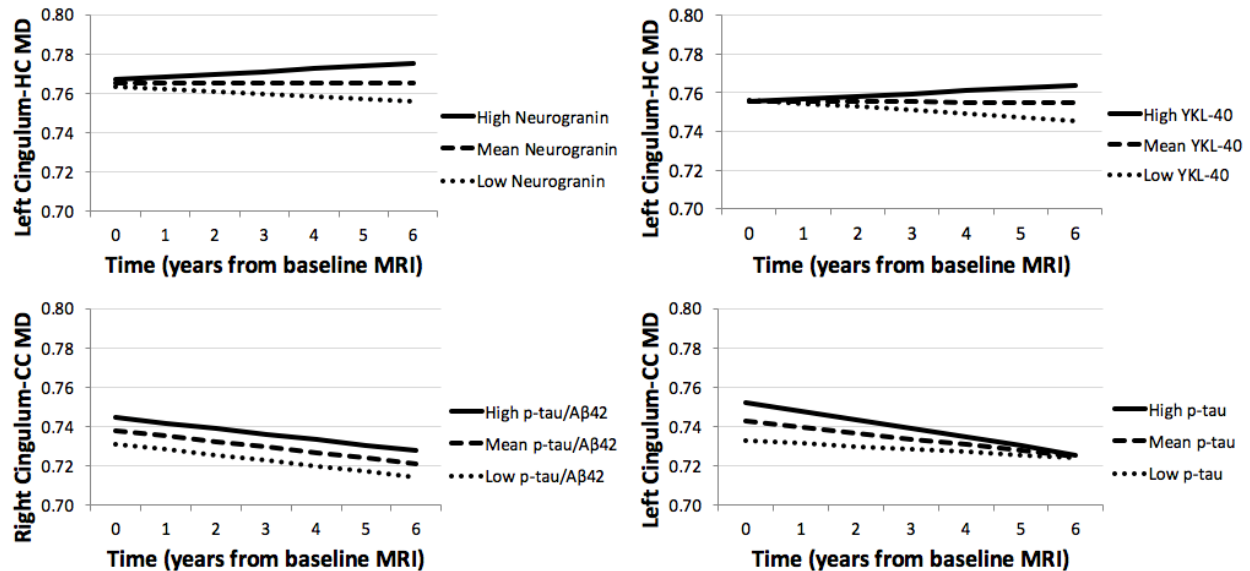 Left Cingulum-HC MD
0.80
0.78
0.76
0.74
0.72
0.70
0 1 2 3 4 5 6
Time (years from baseline MRI)
High Neurogranin
Mean Neurogranin
Low Neurogranin
Left Cingulum-HC MD
0.80
0.78
0.76
0.74
0.72
0.70
0 1 2 3 4 5 6
Time (years from baseline MRI)
High YKL-40
Mean YKL-40
Low YKL-40
Right Cingulum-CC MD
0.80
0.78
0.76
0.74
0.72
0.70
0 1 2 3 4 5 6
Time (years from baseline MRI)
High p-tau/Aβ42
Mean p-tau/Aβ42
Low p-tau/Aβ42
Left Cingulum-CC MD
0.80
0.78
0.76
0.74
0.72
0.70
0 1 2 3 4 5 6
Time (years from baseline MRI)
High p-tau
Mean p-tau
Low p-tau